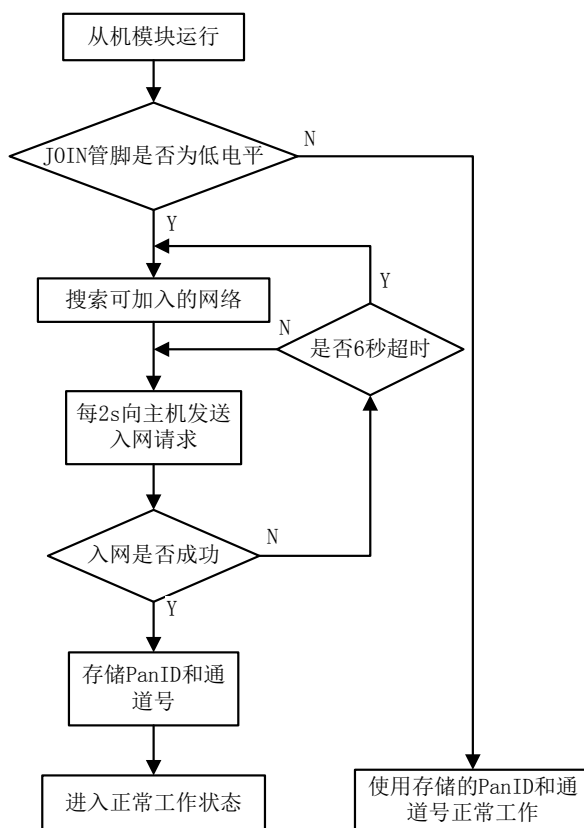 从机模块运行
JOIN管脚是否为低电平
N
Y
Y
搜索可加入的网络
N
是否6秒超时
每2s向主机发送
入网请求
N
入网是否成功
Y
存储PanID和通
道号
进入正常工作状态
使用存储的PanID和通
道号正常工作